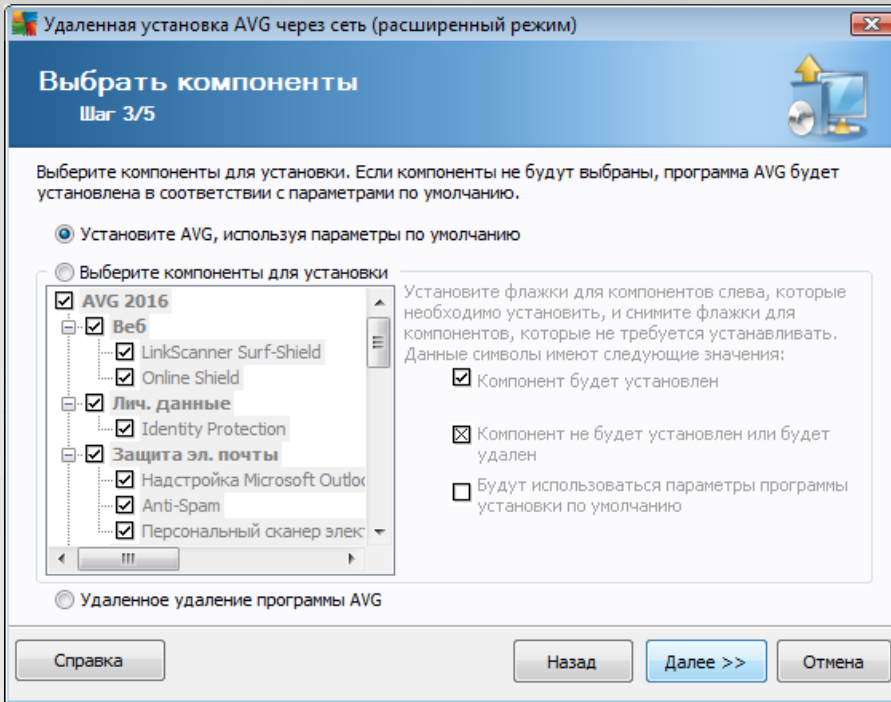 Удаленная установка AVG через сеть (расширенный режим)
Выбрать компоненты
Шаг 3/5
Выберите компоненты для установки. Если компоненты не будут выбраны, программа AVG будет
установлена в соответствии с параметрами по умолчанию.
Установите AVG, используя параметры по умолчанию
Выберите компоненты для установки
AVG 2016
Веб
LinkScanner Surf-Shield
Online Shield
Лич. данные
Identity Protection
Защита эл. почты
Надстройка Microsoft Outloo
Anti-Spam
Персональный сканер элект
Установите флажки для компонентов слева, которые
необходимо установить, и снимите флажки для
компонентов, которые не требуется устанавливать.
Данные символы имеют следующие значения:
Компонент будет установлен
Компонент не будет установлен или будет
удален
Будут использоваться параметры программы
установки по умолчанию
Удаленное удаление программы AVG
Справка
Назад
Далее >>
Отмена